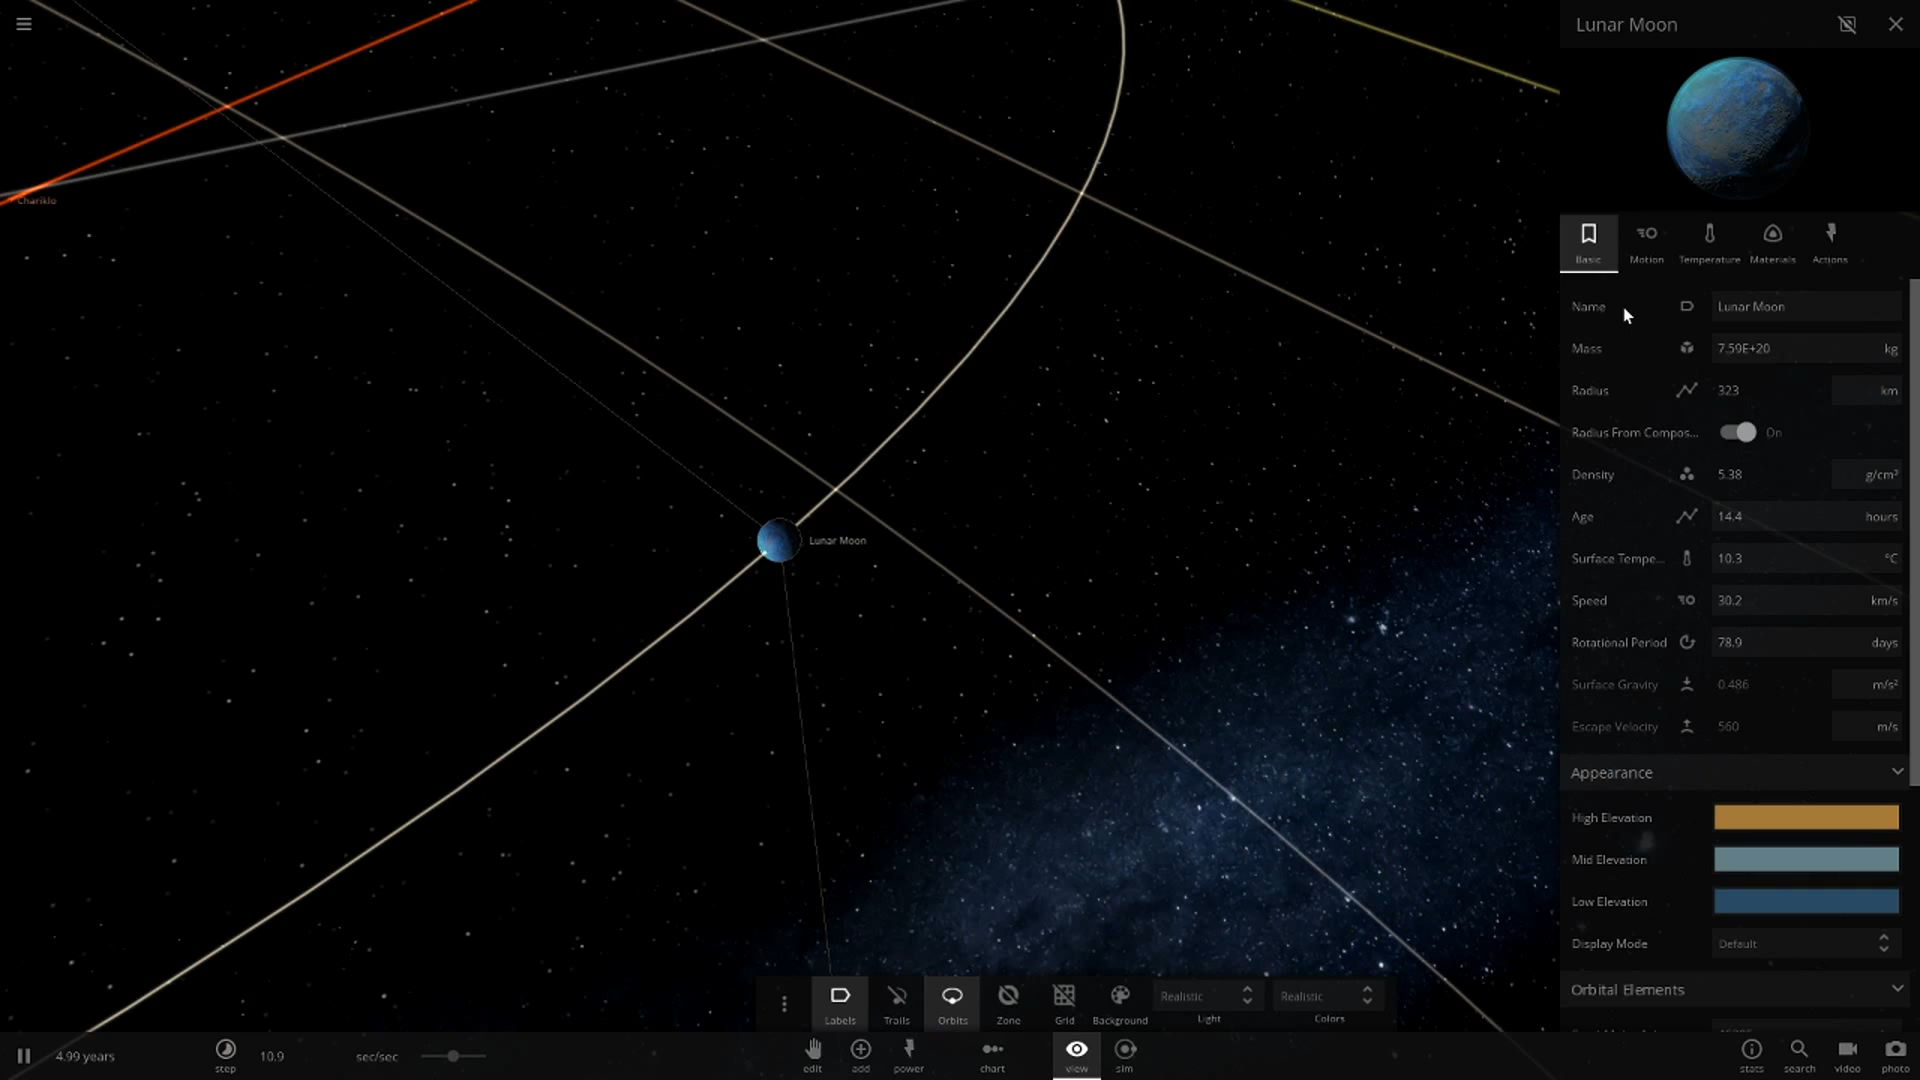 Lunar Moon
Chariklo
Basic
Motion
Temperature
Materials
Actions
Name Lunar Moon
Mass 7.59E+20 kg
Radius 323 km
Radius From Compos... On
Density 5.38 g/cm³
Age 14.4 hours
Surface Tempe... 10.3 °C
Speed 30.2 km/s
Rotational Period 78.9 days
Surface Gravity 0.486 m/s²
Escape Velocity 560 m/s
Lunar Moon
Appearance
High Elevation
Mid Elevation
Low Elevation
Display Mode Default
Orbital Elements
Labels
Trails
Orbits
Zone
Grid
Background
Realistic
Light
Realistic
Colors
4.99 years
step
10.9 sec/sec
edit
add
power
chart
view
sim
stats
search
video
photo